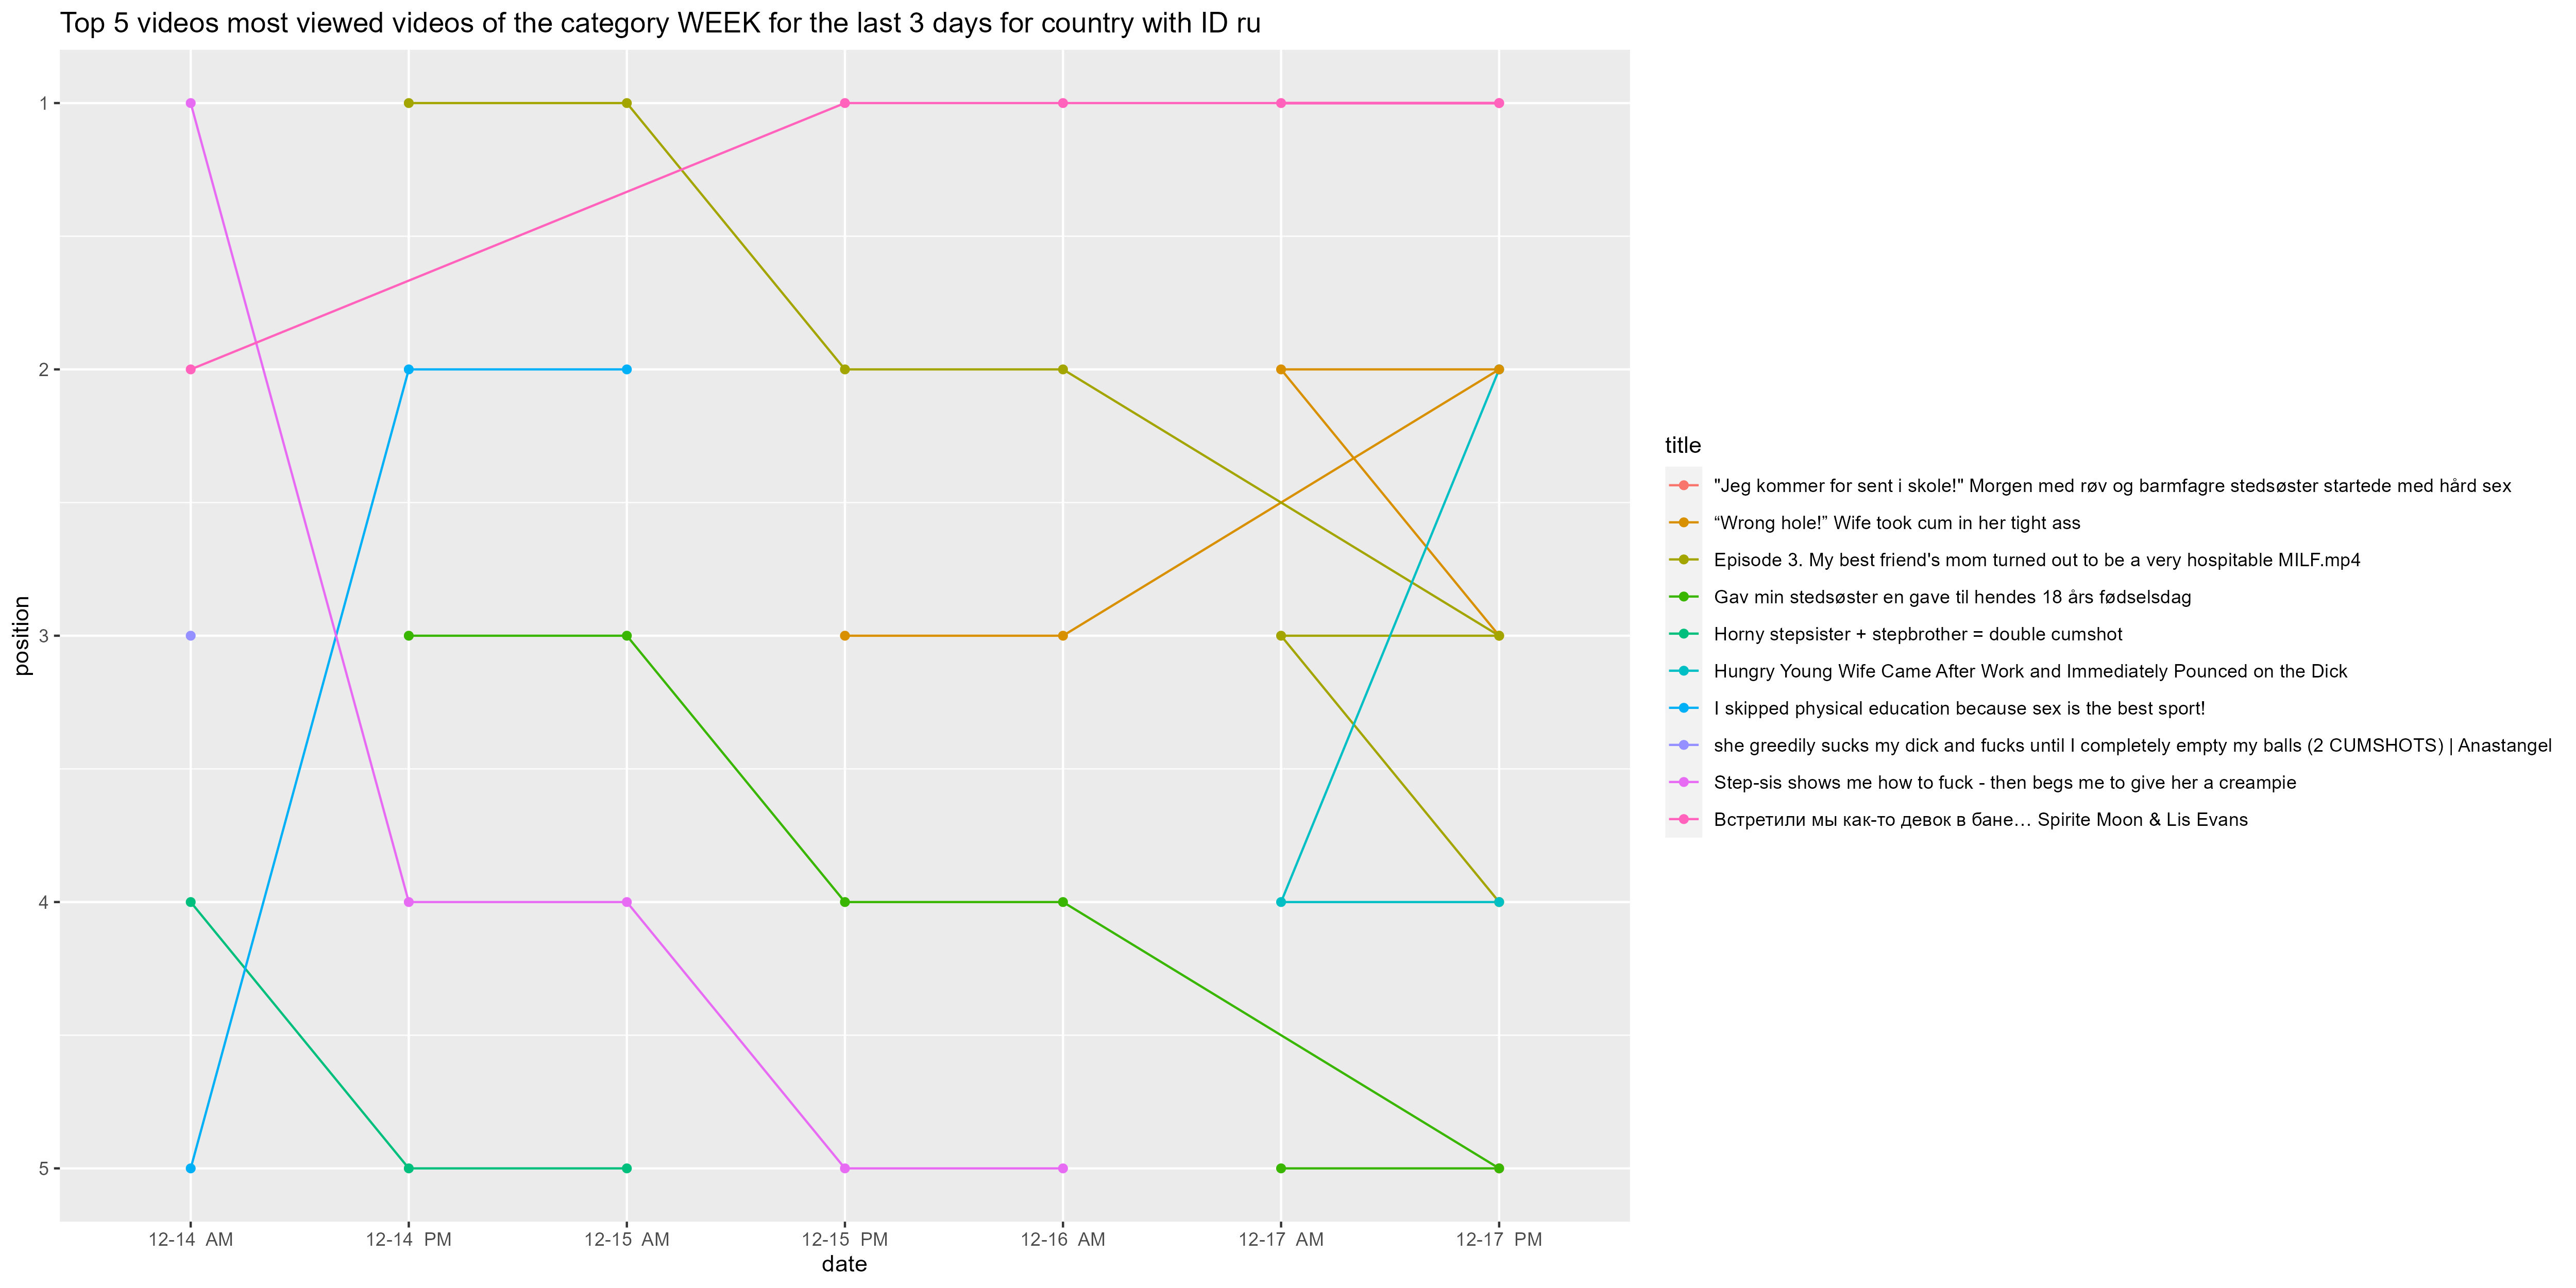 Top 5 videos most viewed videos of the category WEEK for the last 3 days for country with ID ru
1
2
3
4
5
position
12-14 AM
12-14 PM
12-15 AM
12-15 PM
12-16 AM
12-17 AM
12-17 PM
date
title
"Jeg kommer for sent i skole!" Morgen med røv og barmfagre stedsøster startede med hård sex
“Wrong hole!” Wife took cum in her tight ass
Episode 3. My best friend's mom turned out to be a very hospitable MILF.mp4
Gav min stedsøster en gave til hendes 18 års fødselsdag
Horny stepsister + stepbrother = double cumshot
Hungry Young Wife Came After Work and Immediately Pounced on the Dick
I skipped physical education because sex is the best sport!
she greedily sucks my dick and fucks until I completely empty my balls (2 CUMSHOTS) | Anastangel
Step-sis shows me how to fuck - then begs me to give her a creampie
Встретили мы как-то девок в бане… Spirite Moon & Lis Evans